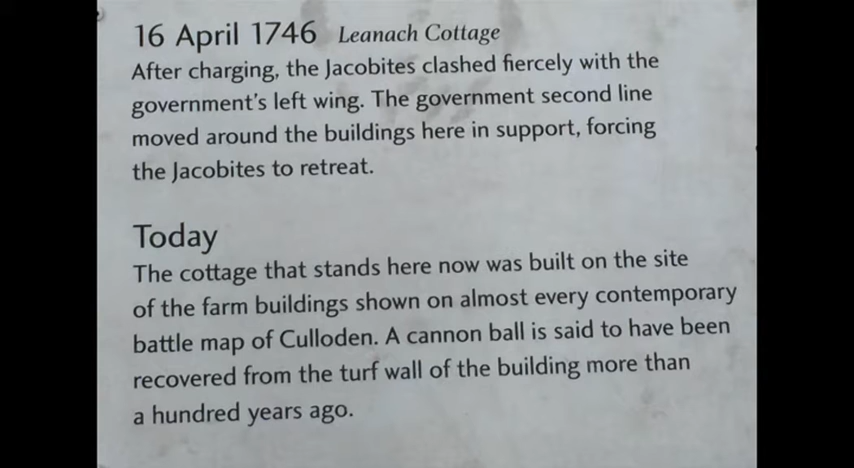 16 April 1746 Leanach Cottage
After charging, the Jacobites clashed fiercely with the
government's left wing. The government second line
moved around the buildings here in support, forcing
the Jacobites to retreat.
Today
The cottage that stands here now was built on the site
of the farm buildings shown on almost every contemporary
battle map of Culloden. A cannon ball is said to have been
recovered from the turf wall of the building more than
a hundred years ago.